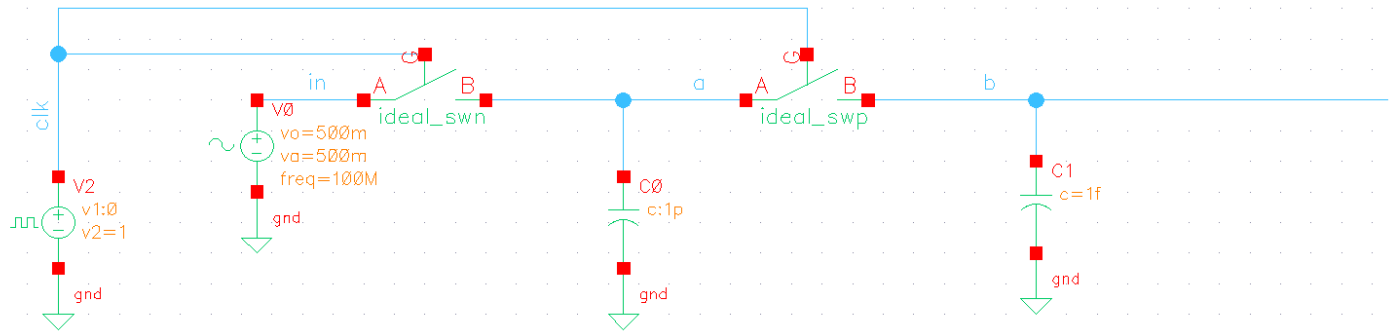 clk
V2
v1:0
v2=1
gnd
in
V0
vo=500m
va=500m
freq=100M
gnd
A
G
B
ideal_swn
a
C0
c:1p
gnd
A
G
B
ideal_swp
b
C1
c=1f
gnd